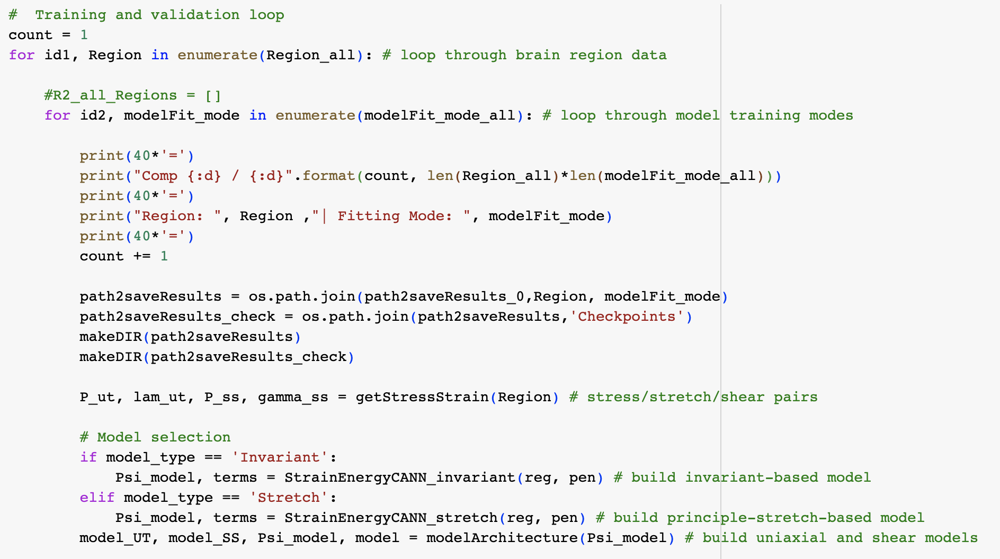 #  Training and validation loop
count = 1
for id1, Region in enumerate(Region_all): # loop through brain region data
    #R2_all_Regions = []
    for id2, modelFit_mode in enumerate(modelFit_mode_all): # loop through model training modes
        print(40*'=')
        print("Comp {:d} / {:d}".format(count, len(Region_all)*len(modelFit_mode_all)))
        print(40*'=')
        print("Region: ", Region ,"| Fitting Mode: ", modelFit_mode)
        print(40*'=')
        count += 1
        path2saveResults = os.path.join(path2saveResults_0,Region, modelFit_mode)
        path2saveResults_check = os.path.join(path2saveResults,'Checkpoints')
        makeDIR(path2saveResults)
        makeDIR(path2saveResults_check)
        P_ut, lam_ut, P_ss, gamma_ss = getStressStrain(Region) # stress/stretch/shear pairs
        # Model selection
        if model_type == 'Invariant':
            Psi_model, terms = StrainEnergyCANN_invariant(reg, pen) # build invariant-based model
        elif model_type == 'Stretch':
            Psi_model, terms = StrainEnergyCANN_stretch(reg, pen) # build principle-stretch-based model
        model_UT, model_SS, Psi_model, model = modelArchitecture(Psi_model) # build uniaxial and shear models